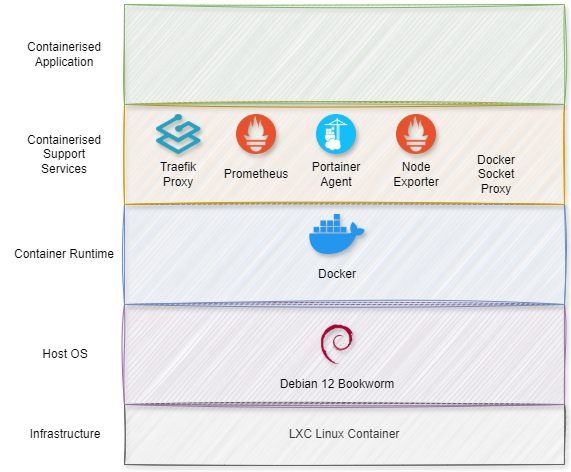 Containerised
Application
Containerised
Support
Services
Traefik
Proxy
Prometheus
Portainer
Agent
Node
Exporter
Docker
Socket
Proxy
Container Runtime
Docker
Host OS
Debian 12 Bookworm
Infrastructure
LXC Linux Container